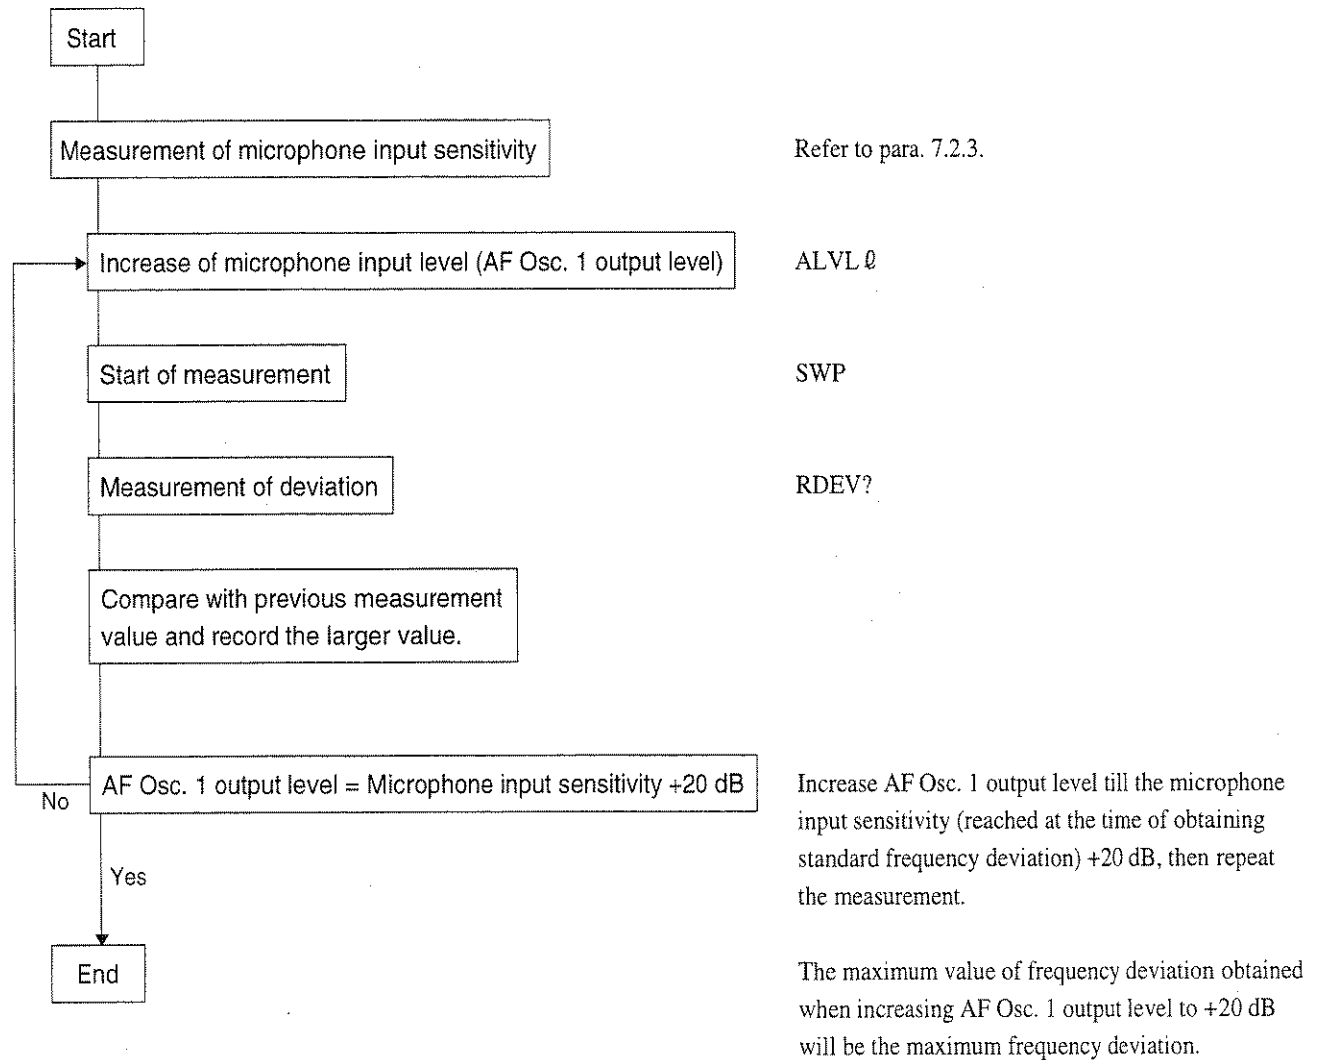 Start
Measurement of microphone input sensitivity
Refer to para. 7.2.3.
Increase of microphone input level (AF Osc. 1 output level)
ALVL ℓ
Start of measurement
SWP
Measurement of deviation
RDEV?
Compare with previous measurement
value and record the larger value.
AF Osc. 1 output level = Microphone input sensitivity +20 dB
No
Increase AF Osc. 1 output level till the microphone
input sensitivity (reached at the time of obtaining
standard frequency deviation) +20 dB, then repeat
the measurement.
Yes
End
The maximum value of frequency deviation obtained
when increasing AF Osc. 1 output level to +20 dB
will be the maximum frequency deviation.